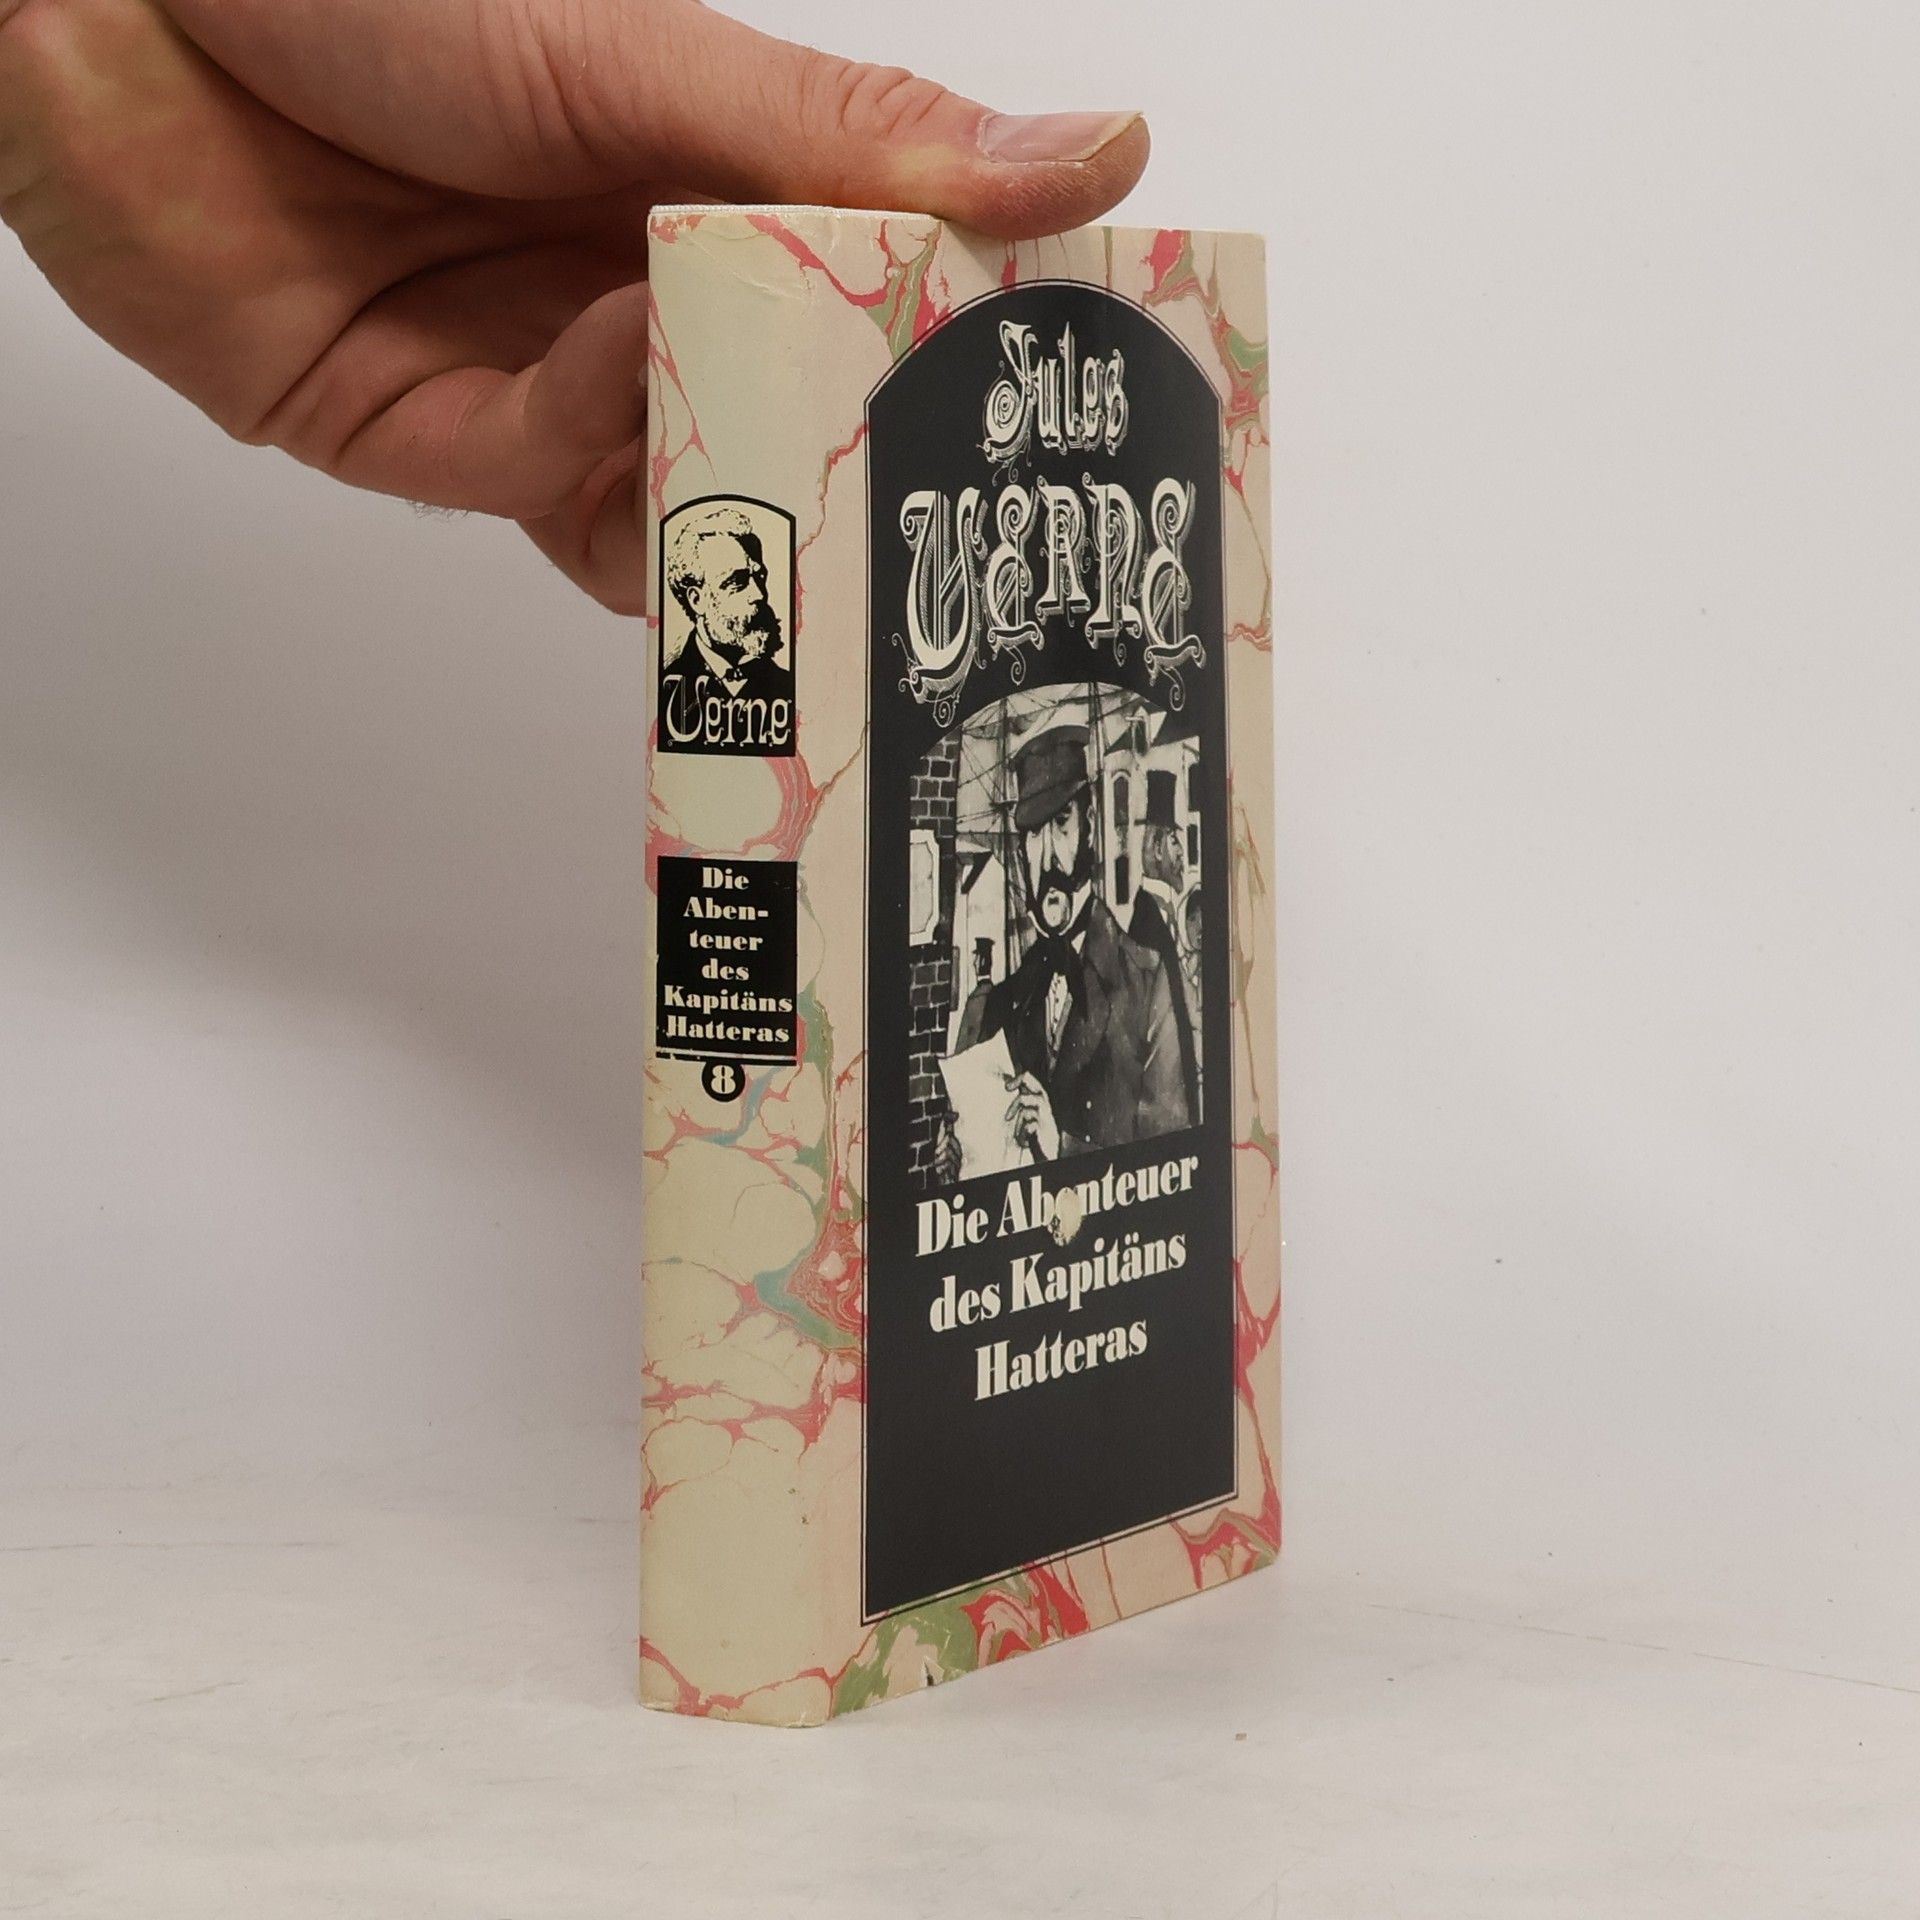 Verne
Die
Aben-
teuer
des
Kapitäns
Hatteras
8
Jules
VERNE
Die Abenteuer
des Kapitäns
Hatteras